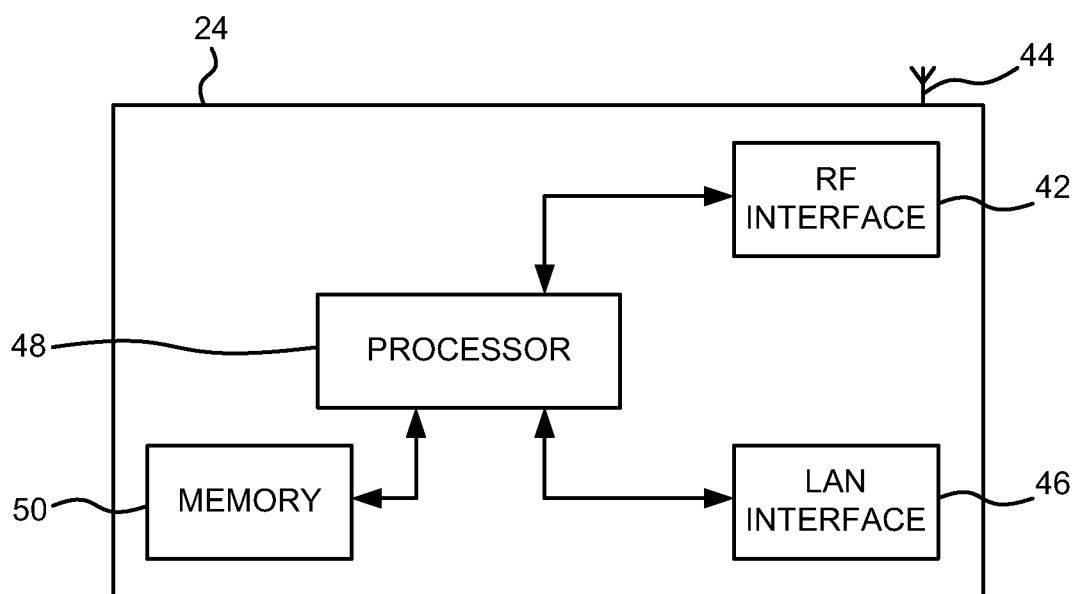 24
44
RF
INTERFACE
42
PROCESSOR
48
MEMORY
50
LAN
INTERFACE
46